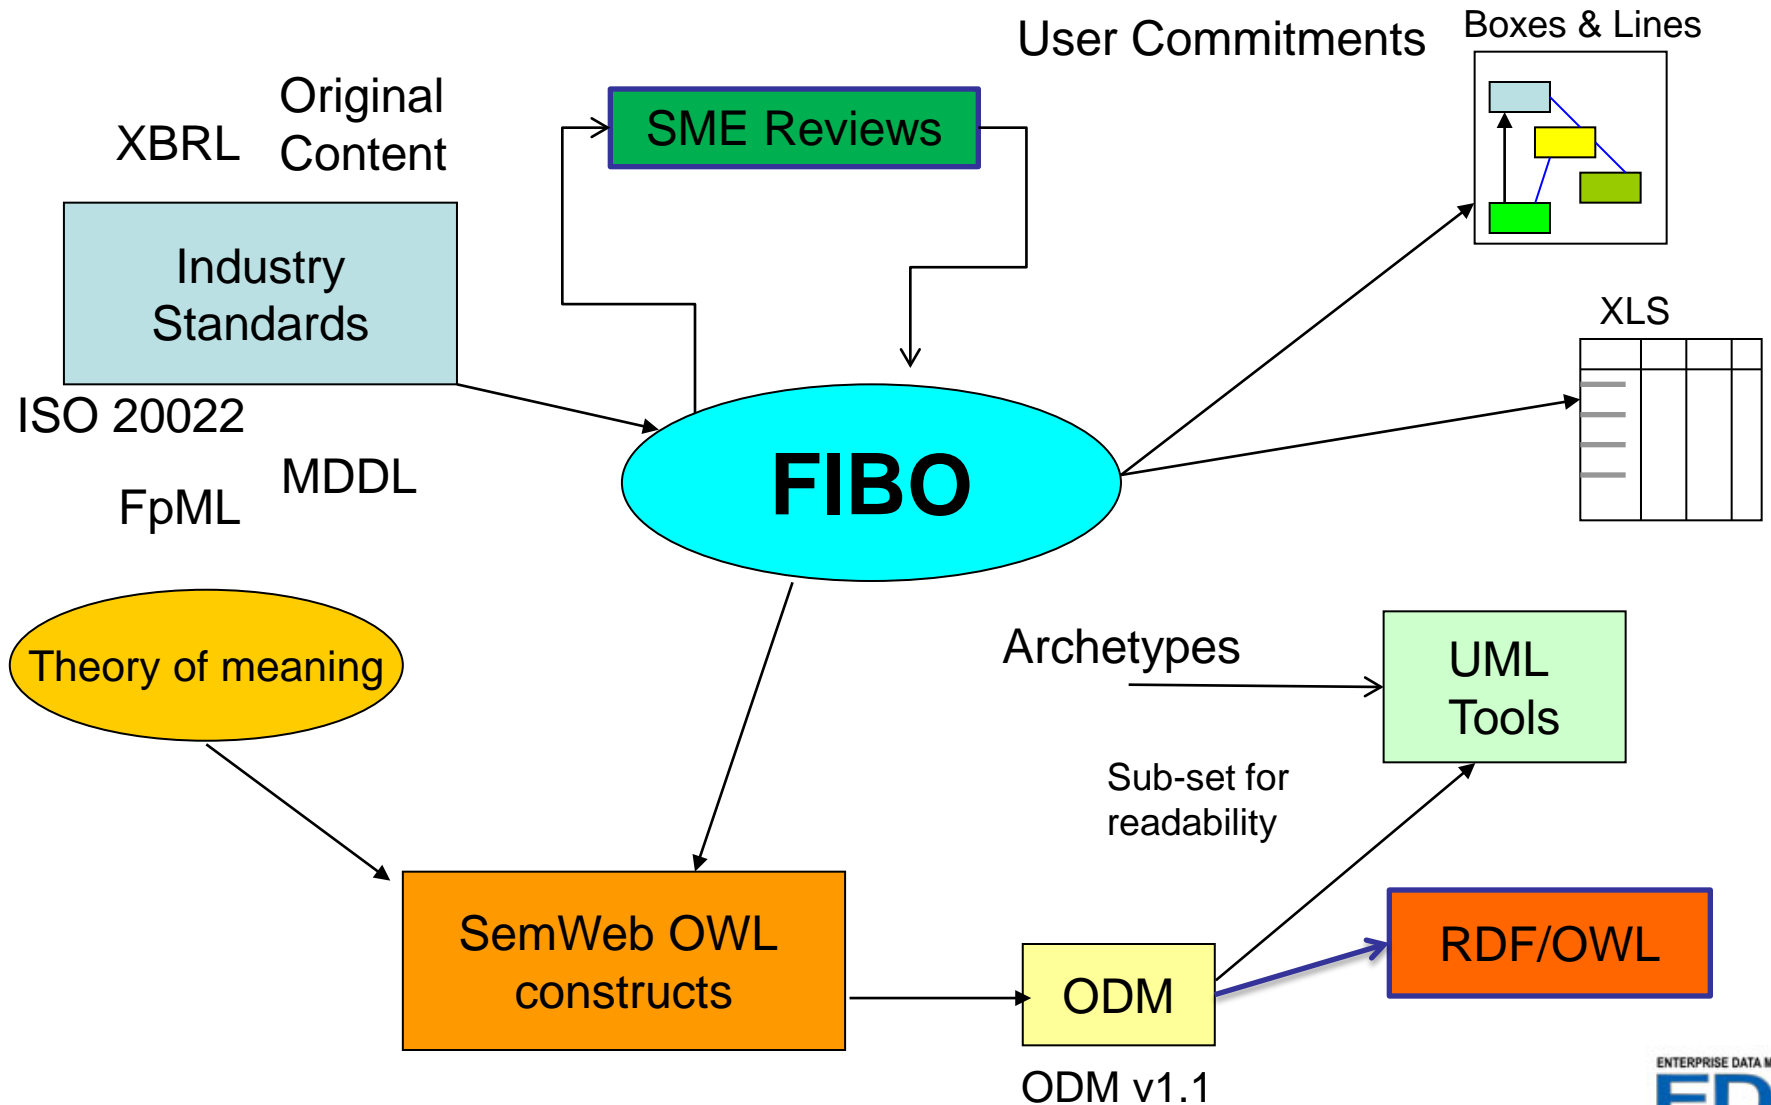 User Commitments
Boxes & Lines
XBRL
Original
Content
SME Reviews
Industry
Standards
XLS
ISO 20022
MDDL
FpML
FIBO
Theory of meaning
Archetypes
UML
Tools
Sub-set for
readability
SemWeb OWL
constructs
ODM
RDF/OWL
ODM v1.1
ENTERPRISE DATA M